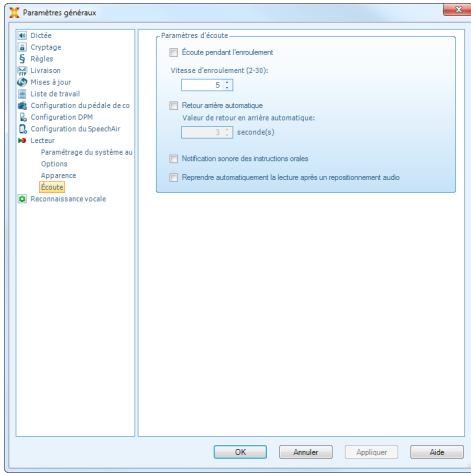 Paramètres généraux
Dictée
Cryptage
Règles
Livraison
Mises à jour
Liste de travail
Configuration du pédale de co
Configuration DPM
Configuration du SpeechAir
Lecteur
Paramétrage du système au
Options
Apparence
Écoute
Reconnaissance vocale
Paramètres d'écoute
Écoute pendant l'enroulement
Vitesse d'enroulement (2-30):
5
Retour arrière automatique
Valeur de retour en arrière automatique:
3 seconde(s)
Notification sonore des instructions orales
Reprendre automatiquement la lecture après un repositionnement audio
OK Annuler Appliquer Aide